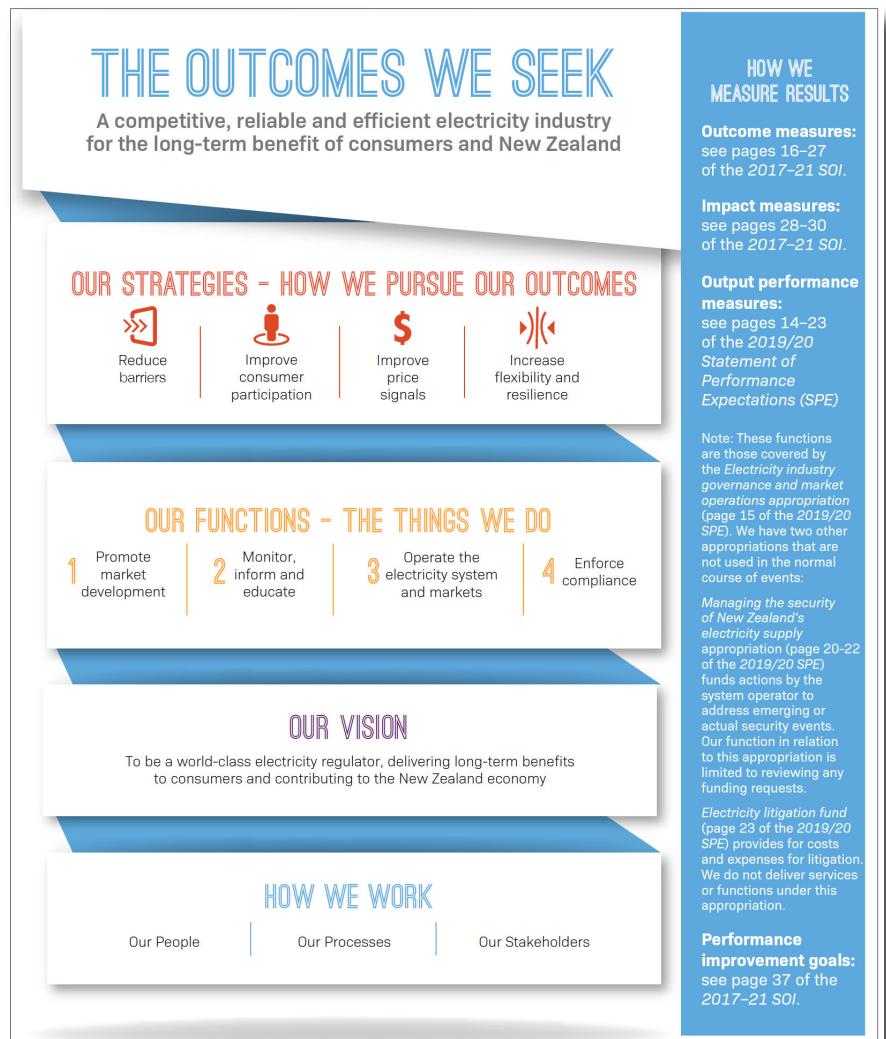 THE OUTCOMES WE SEEK
A competitive, reliable and efficient electricity industry
for the long-term benefit of consumers and New Zealand
OUR STRATEGIES – HOW WE PURSUE OUR OUTCOMES
Reduce
barriers
Improve
consumer
participation
$
Improve
price
signals
Increase
flexibility and
resilience
OUR FUNCTIONS – THE THINGS WE DO
1
Promote
market
development
2
Monitor,
inform and
educate
3
Operate the
electricity system
and markets
4
Enforce
compliance
OUR VISION
To be a world-class electricity regulator, delivering long-term benefits
to consumers and contributing to the New Zealand economy
HOW WE WORK
Our People
Our Processes
Our Stakeholders
HOW WE
MEASURE RESULTS
Outcome measures:
see pages 16–27
of the 2017–21 SOI.
Impact measures:
see pages 28–30
of the 2017–21 SOI.
Output performance
measures:
see pages 14–23
of the 2019/20
Statement of
Performance
Expectations (SPE)
Note: These functions
are those covered by
the Electricity industry
governance and market
operations appropriation
(page 15 of the 2019/20
SPE). We have two other
appropriations that are
not used in the normal
course of events:
Managing the security
of New Zealand's
electricity supply
appropriation (page 20-22
of the 2019/20 SPE)
funds actions by the
system operator to
address emerging or
actual security events.
Our function in relation
to this appropriation is
limited to reviewing any
funding requests.
Electricity litigation fund
(page 23 of the 2019/20
SPE) provides for costs
and expenses for litigation.
We do not deliver services
or functions under this
appropriation.
Performance
improvement goals:
see page 37 of the
2017–21 SOI.